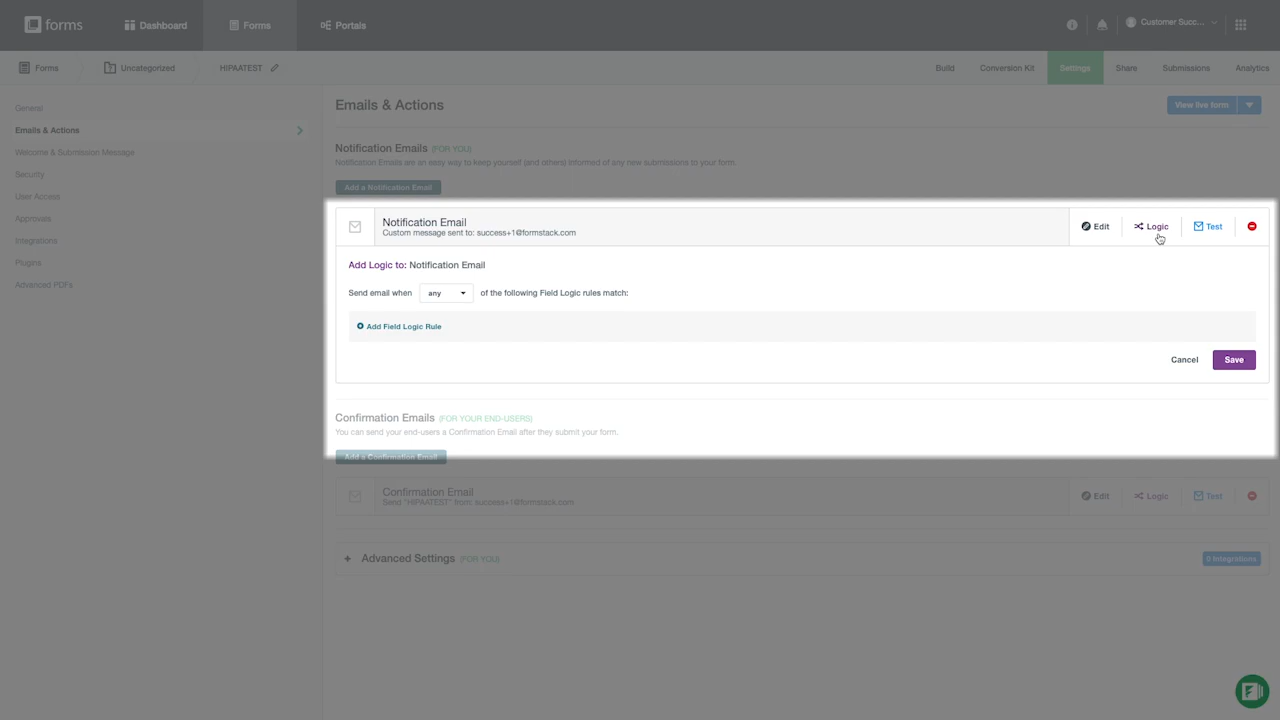 forms
Dashboard
Forms
Portals
Customer Succ...
Forms
Uncategorized
HIPAATEST
Build
Conversion Kit
Settings
Share
Submissions
Analytics
General
Emails & Actions
Welcome & Submission Message
Security
User Access
Approvals
Integrations
Plugins
Advanced PDFs
Emails & Actions
View live form
Notification Emails (FOR YOU)
Notification Emails are an easy way to keep yourself (and others) informed of any new submissions to your form.
Add a Notification Email
Notification Email
Custom message sent to: success+1@formstack.com
Edit
Logic
Test
Add Logic to: Notification Email
Send email when any of the following Field Logic rules match:
Add Field Logic Rule
Cancel
Save
Confirmation Emails (FOR YOUR END-USERS)
You can send your end-users a Confirmation Email after they submit your form.
Add a Confirmation Email
Confirmation Email
Send "HIPAATEST" from: success+1@formstack.com
Edit
Logic
Test
+ Advanced Settings (FOR YOU)
0 Integrations